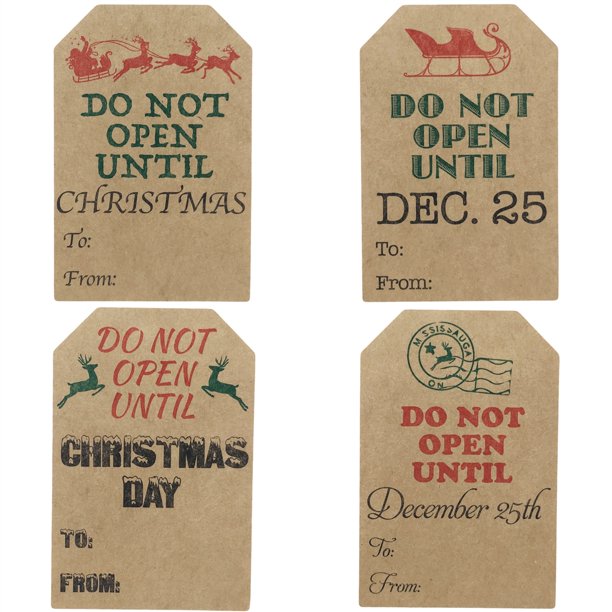 DO NOT
OPEN
UNTIL
CHRISTMAS
To:
From:
DO NOT
OPEN
UNTIL
DEC. 25
To:
From:
DO NOT
OPEN
UNTIL
CHRISTMAS
DAY
TO:
FROM:
MISSISSAUGA
ON
DO NOT
OPEN
UNTIL
December 25th
To:
From: